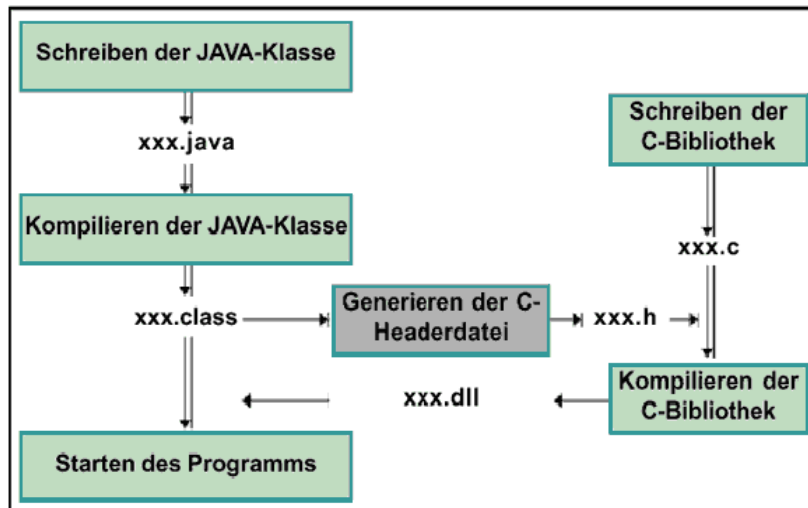 Schreiben der JAVA-Klasse
xxx.java
Kompilieren der JAVA-Klasse
xxx.class
Generieren der C-
Headerdatei
xxx.h
Schreiben der
C-Bibliothek
xxx.c
Kompilieren der
C-Bibliothek
xxx.dll
Starten des Programms